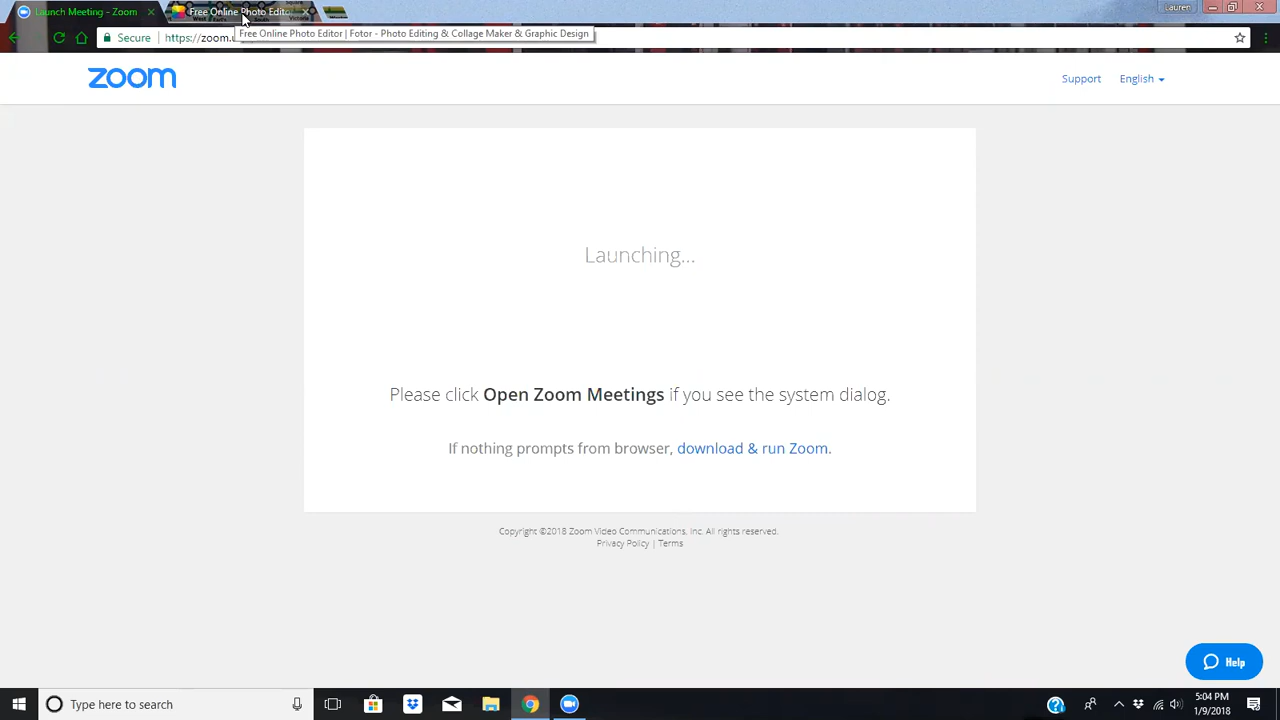 Launch Meeting - Zoom
Free Online Photo Editor
Lauren
Secure
https://zoom.u
Free Online Photo Editor | Fotor - Photo Editing & Collage Maker & Graphic Design
zoom
Support
English
Launching...
Please click Open Zoom Meetings if you see the system dialog.
If nothing prompts from browser, download & run Zoom.
Copyright ©2018 Zoom Video Communications, Inc. All rights reserved.
Privacy Policy | Terms
Help
Type here to search
5:04 PM
1/9/2018